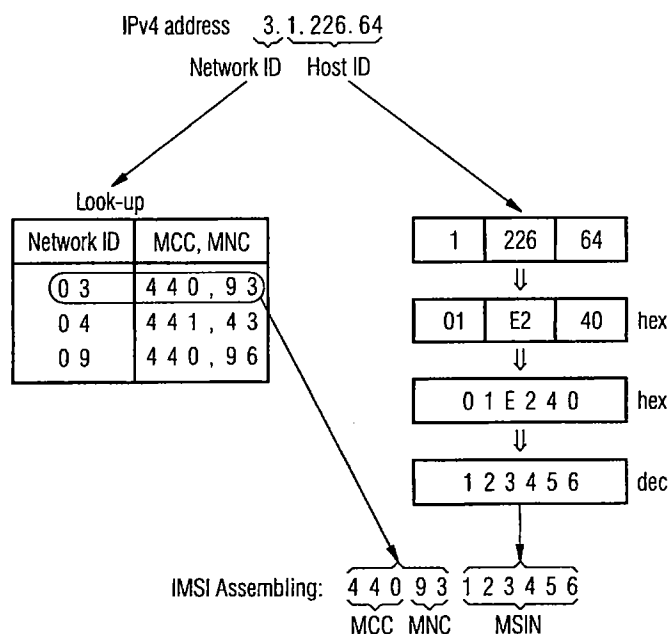 IPv4 address 3.1.226.64
Network ID Host ID
Look-up
Network ID MCC, MNC
0 3 4 4 0 , 9 3
0 4 4 4 1 , 4 3
0 9 4 4 0 , 9 6
1 226 64
⇓
01 E2 40 hex
⇓
0 1 E 2 4 0 hex
⇓
1 2 3 4 5 6 dec
IMSI Assembling: 4 4 0 9 3 1 2 3 4 5 6
MCC MNC MSIN